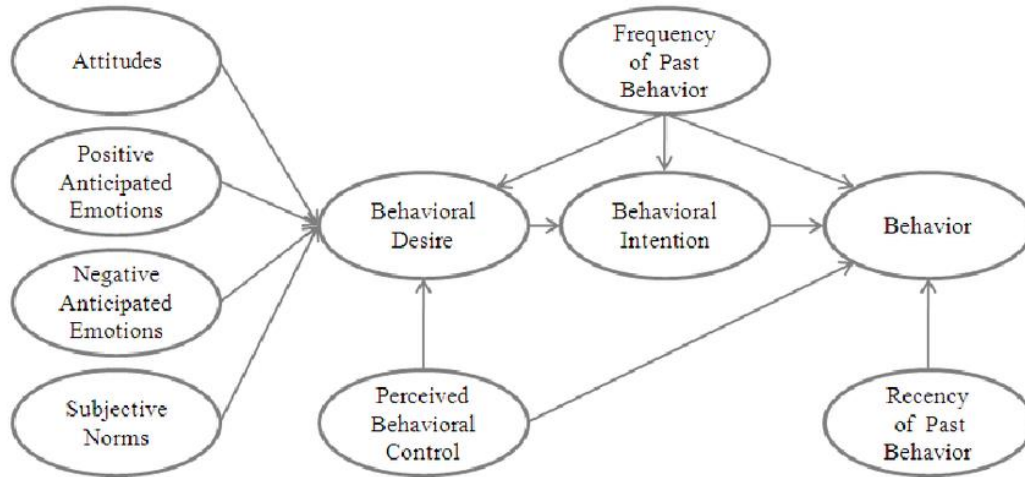 Attitudes
Positive
Anticipated
Emotions
Negative
Anticipated
Emotions
Subjective
Norms
Frequency
of Past
Behavior
Behavioral
Desire
Behavioral
Intention
Behavior
Perceived
Behavioral
Control
Recency
of Past
Behavior